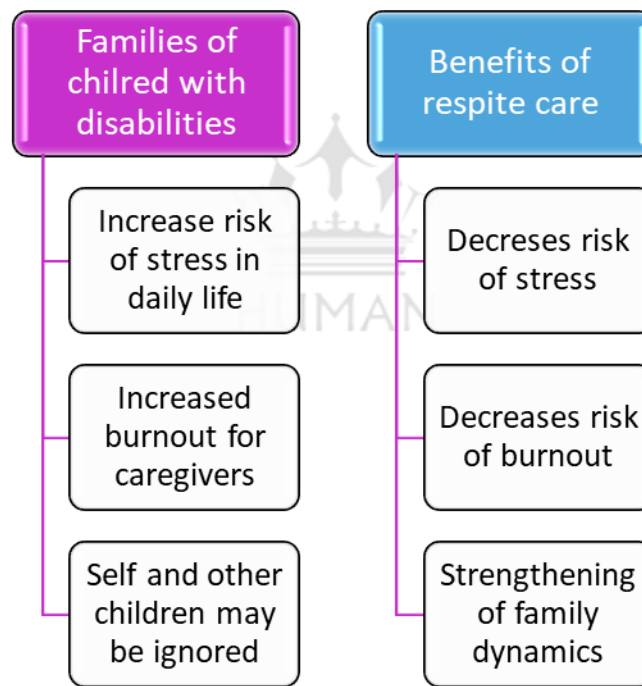 Families of
chilred with
disabilities
Increase risk
of stress in
daily life
Increased
burnout for
caregivers
Self and other
children may
be ignored
Benefits of
respite care
Decreses risk
of stress
Decreases risk
of burnout
Strengthening
of family
dynamics
HUMAN